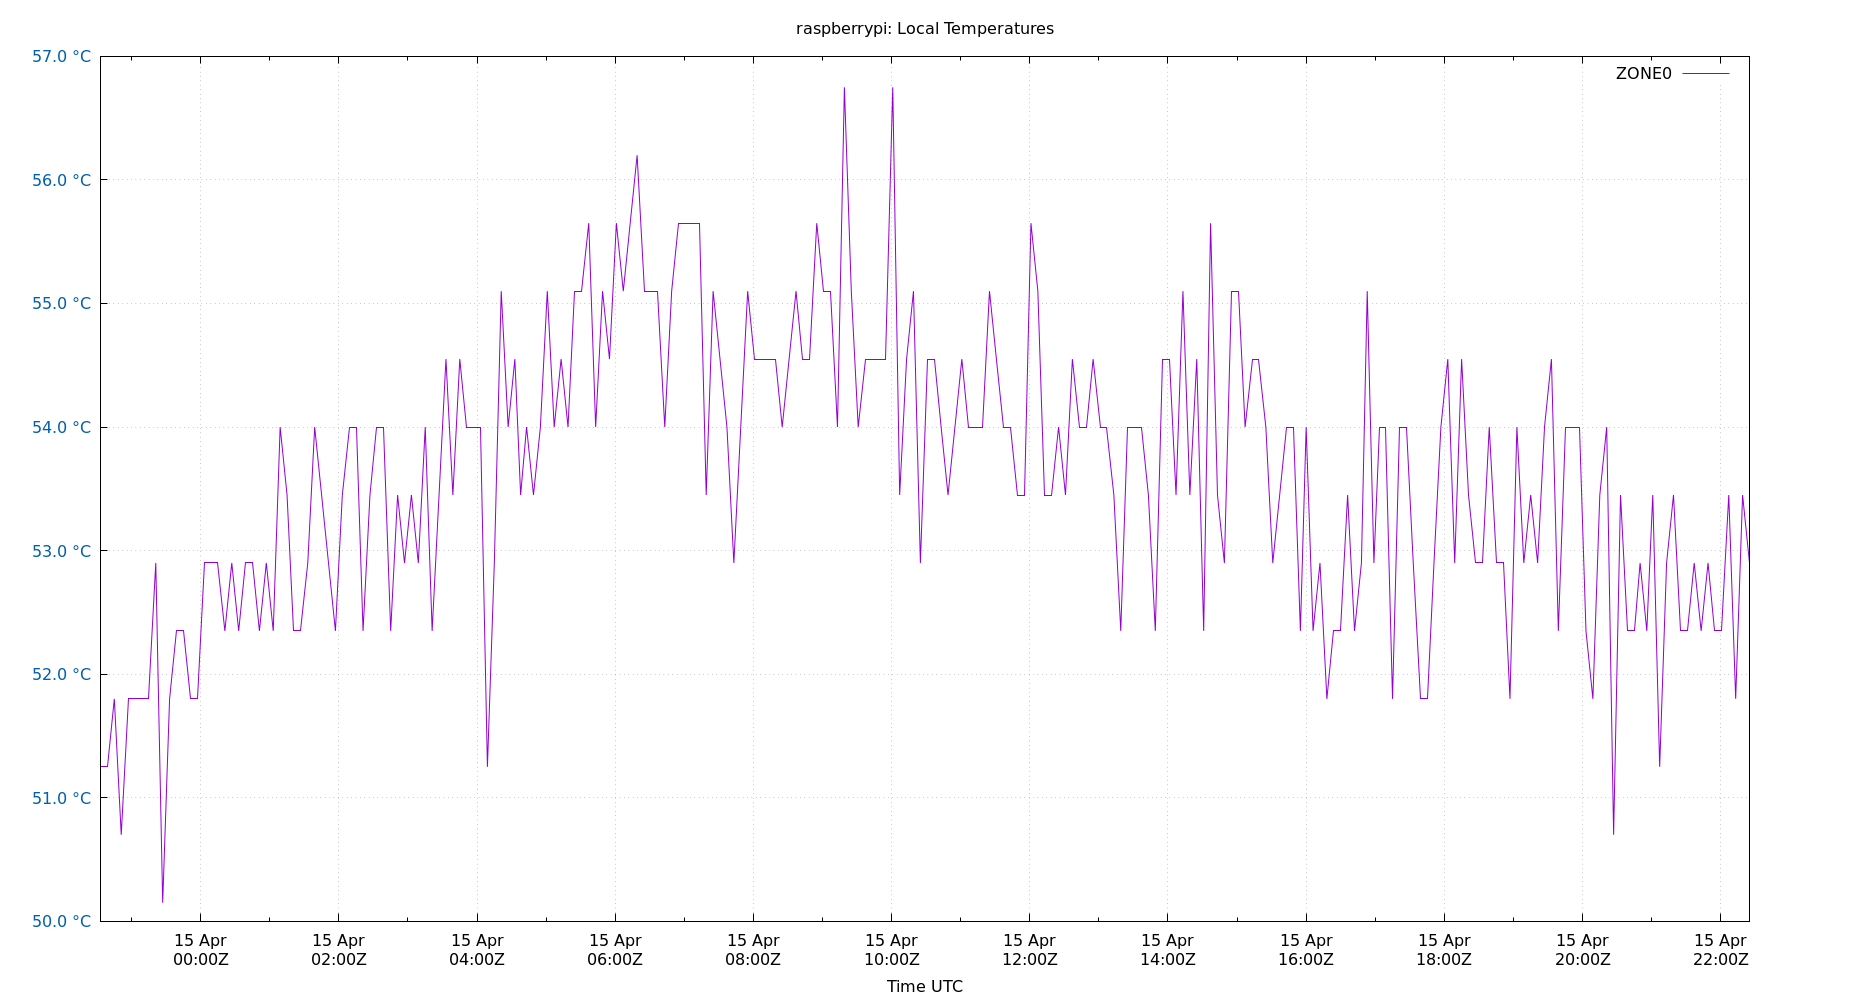 raspberrypi: Local Temperatures
57.0 °C
ZONE0
56.0 °C
55.0 °C
54.0 °C
53.0 °C
52.0 °C
51.0 °C
50.0 °C
15 Apr 15 Apr 15 Apr 15 Apr 15 Apr 15 Apr 15 Apr 15 Apr 15 Apr 15 Apr 15 Apr 15 Apr
00:00Z 02:00Z 04:00Z 06:00Z 08:00Z 10:00Z 12:00Z 14:00Z 16:00Z 18:00Z 20:00Z 22:00Z
Time UTC